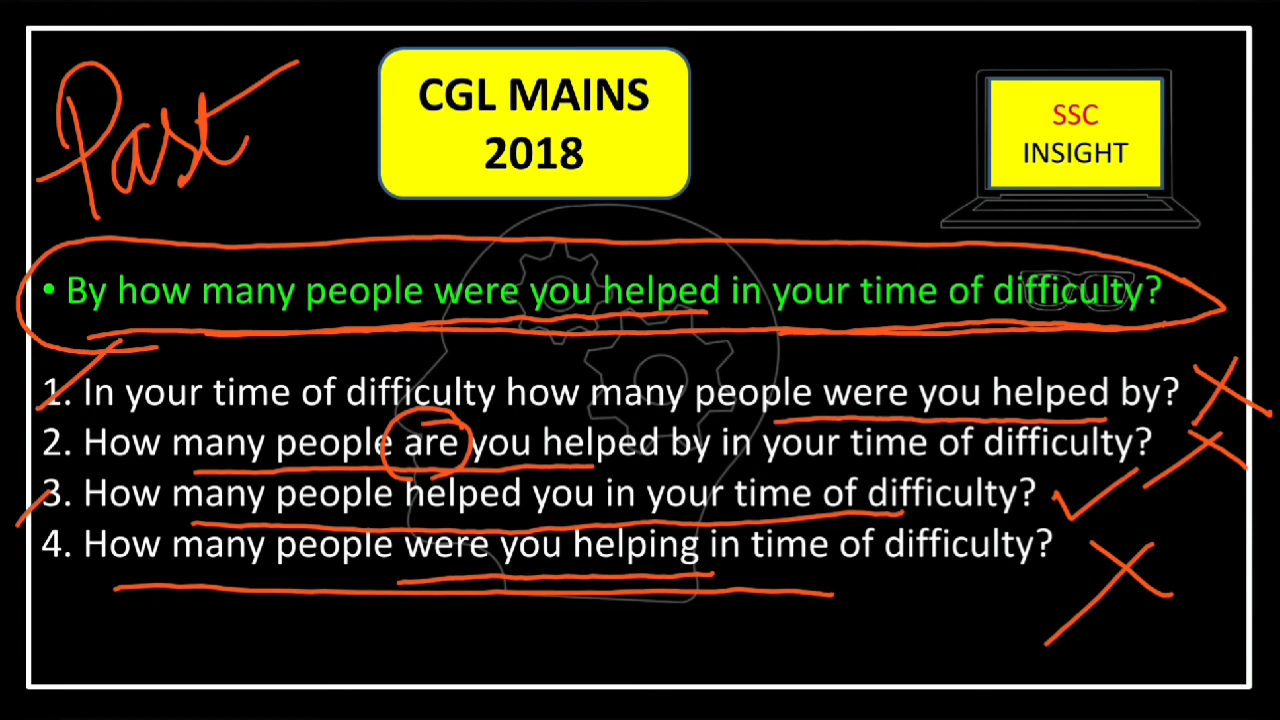 Past
CGL MAINS
2018
SSC
INSIGHT
• By how many people were you helped in your time of difficulty?
1. In your time of difficulty how many people were you helped by?
2. How many people are you helped by in your time of difficulty?
3. How many people helped you in your time of difficulty?
4. How many people were you helping in time of difficulty?